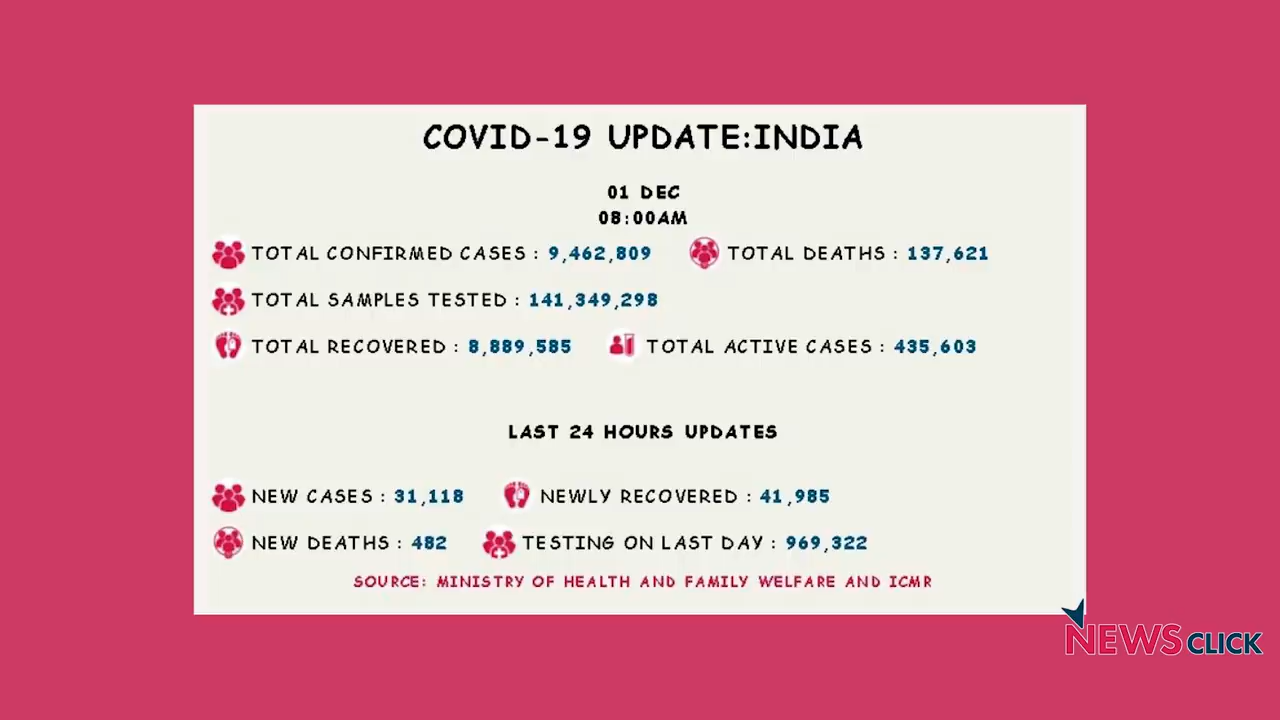 COVID-19 UPDATE:INDIA
01 DEC
08:00AM
TOTAL CONFIRMED CASES : 9,462,809 TOTAL DEATHS : 137,621
TOTAL SAMPLES TESTED : 141,349,298
TOTAL RECOVERED : 8,889,585 TOTAL ACTIVE CASES : 435,603
LAST 24 HOURS UPDATES
NEW CASES : 31,118 NEWLY RECOVERED : 41,985
NEW DEATHS : 482 TESTING ON LAST DAY : 969,322
SOURCE: MINISTRY OF HEALTH AND FAMILY WELFARE AND ICMR
NEWSCLICK